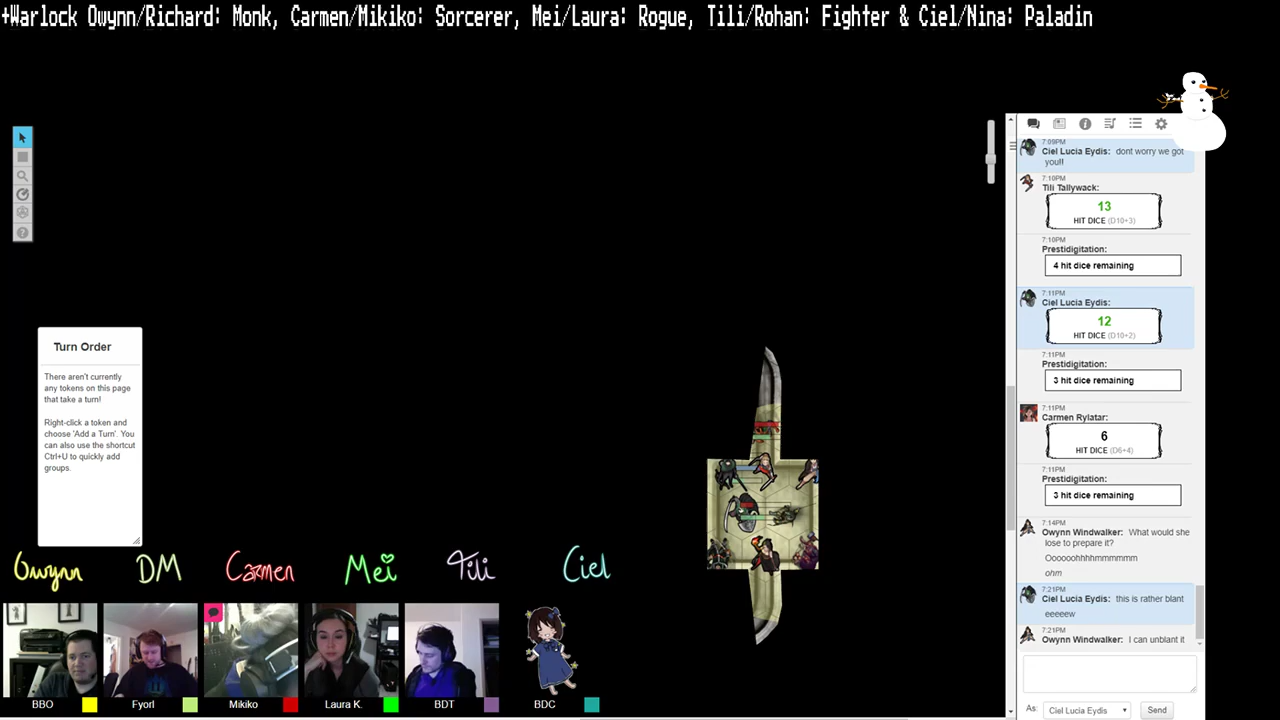 +Warlock Owynn/Richard: Monk, Carmen/Mikiko: Sorcerer, Mei/Laura: Rogue, Tili/Rohan: Fighter & Ciel/Nina: Paladin
7:09PM
Ciel Lucia Eydis: dont worry we got
you!!
7:10PM
Tili Tallywack:
13
HIT DICE (D10+3)
7:10PM
Prestidigitation:
4 hit dice remaining
7:11PM
Ciel Lucia Eydis:
12
HIT DICE (D10+2)
7:11PM
Prestidigitation:
3 hit dice remaining
7:11PM
Carmen Rylatar:
6
HIT DICE (D6+4)
7:11PM
Prestidigitation:
3 hit dice remaining
7:14PM
Owynn Windwalker: What would she
lose to prepare it?
Ooooohhhhmmmmmm
ohm
7:21PM
Ciel Lucia Eydis: this is rather blant
eeeeew
7:21PM
Owynn Windwalker: I can unblant it
As: Ciel Lucia Eydis Send
Turn Order
There aren't currently
any tokens on this page
that take a turn!
Right-click a token and
choose 'Add a Turn'. You
can also use the shortcut
Ctrl+U to quickly add
groups.
Owynn DM Carmen Mei Tili Ciel
BBO Fyorl Mikiko Laura K. BDT BDC